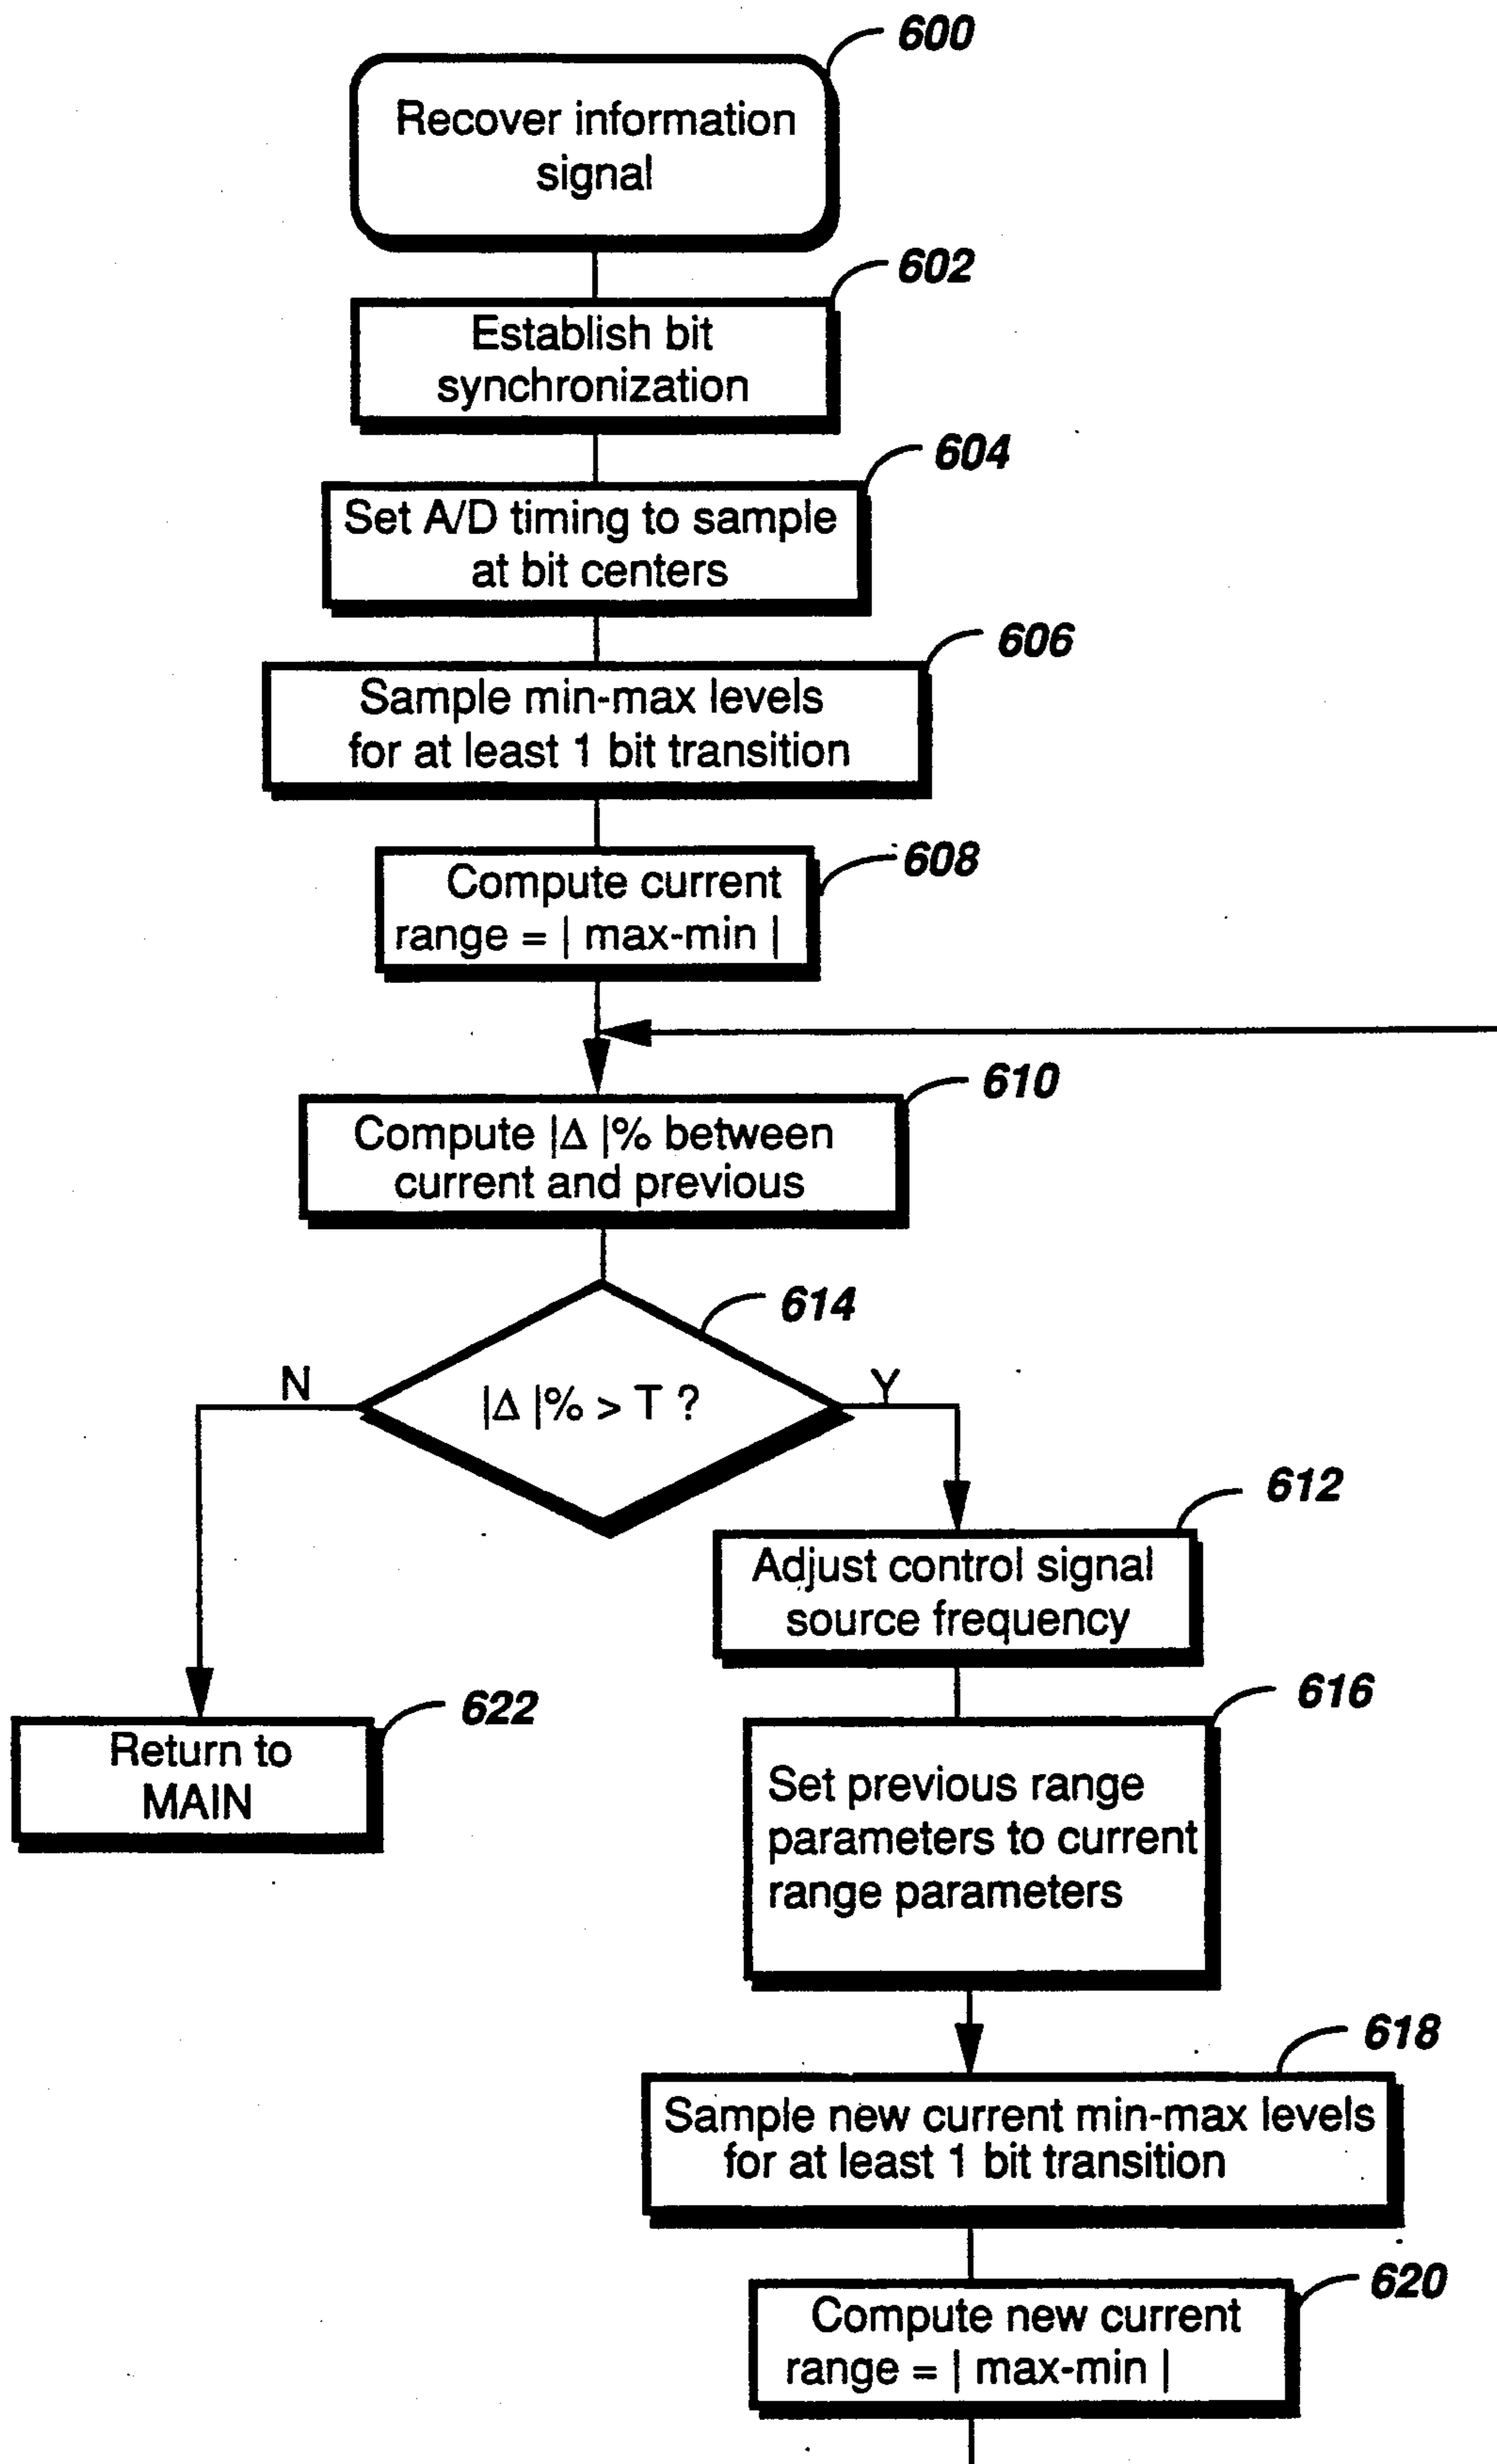 600
Recover information
signal
602
Establish bit
synchronization
604
Set A/D timing to sample
at bit centers
606
Sample min-max levels
for at least 1 bit transition
608
Compute current
range = | max-min |
610
Compute |Δ |% between
current and previous
614
N
|Δ |% > T ?
Y
612
Adjust control signal
source frequency
622
Return to
MAIN
616
Set previous range
parameters to current
range parameters
618
Sample new current min-max levels
for at least 1 bit transition
620
Compute new current
range = | max-min |